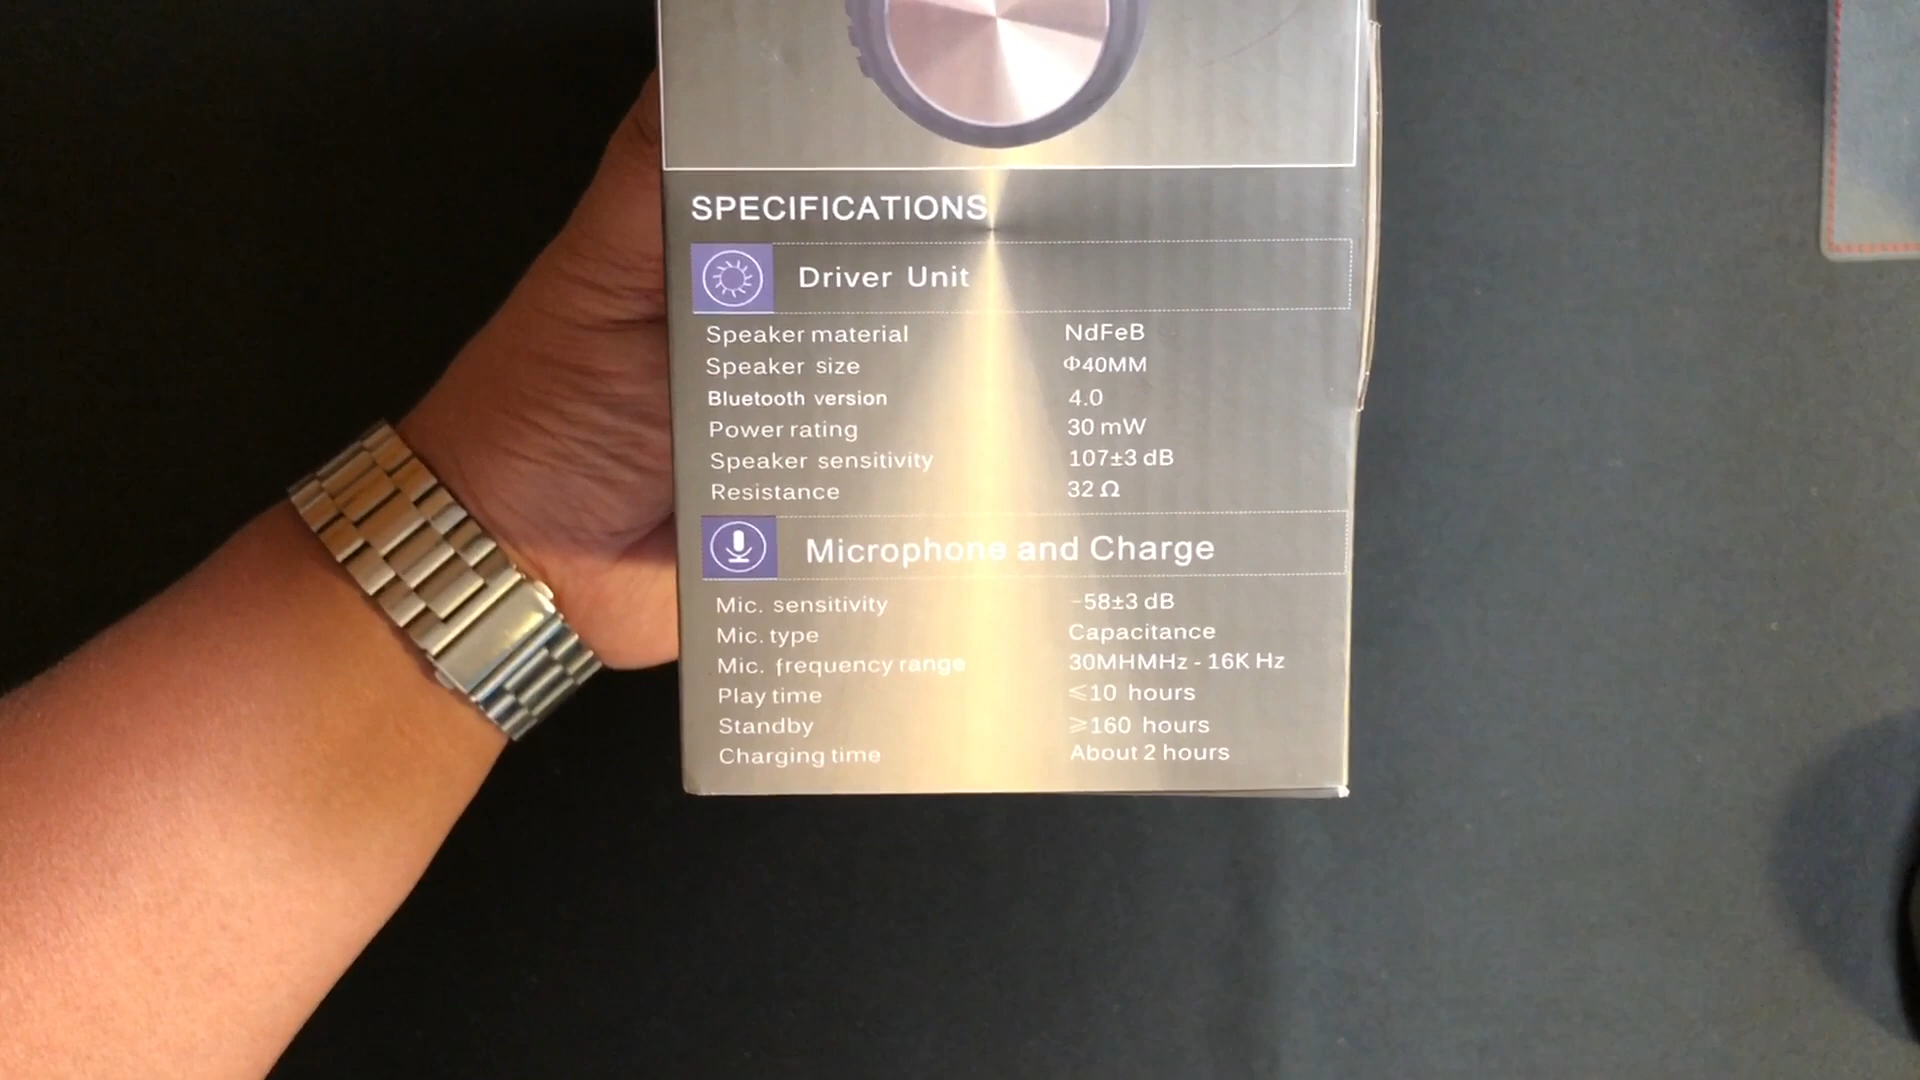 SPECIFICATIONS
Driver Unit
Speaker material NdFeB
Speaker size Φ40MM
Bluetooth version 4.0
Power rating 30 mW
Speaker sensitivity 107±3 dB
Resistance 32 Ω
Microphone and Charge
Mic. sensitivity -58±3 dB
Mic. type Capacitance
Mic. frequency range 30MHMHz - 16K Hz
Play time ⩽10 hours
Standby ⩾160 hours
Charging time About 2 hours